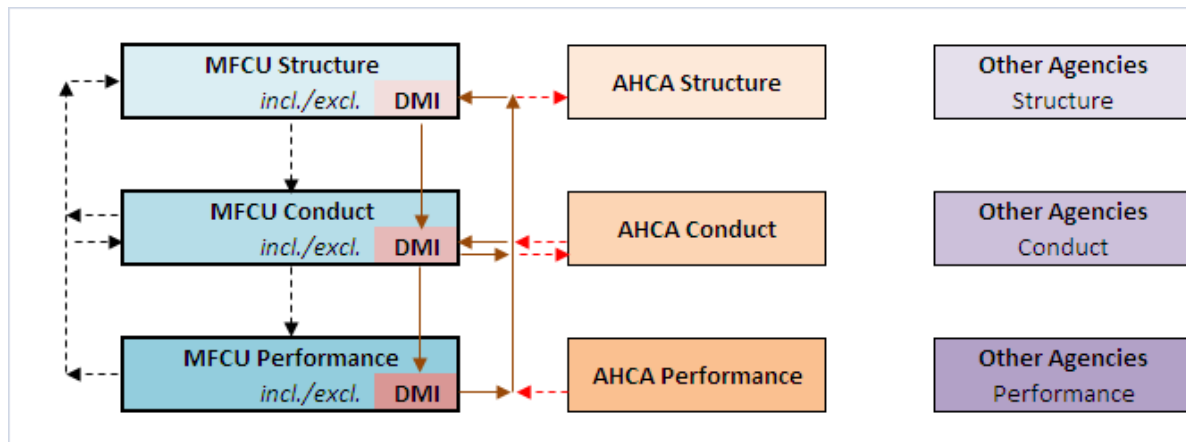 MFCU Structure
incl./excl. DMI
AHCA Structure
Other Agencies
Structure
MFCU Conduct
incl./excl. DMI
AHCA Conduct
Other Agencies
Conduct
MFCU Performance
incl./excl. DMI
AHCA Performance
Other Agencies
Performance